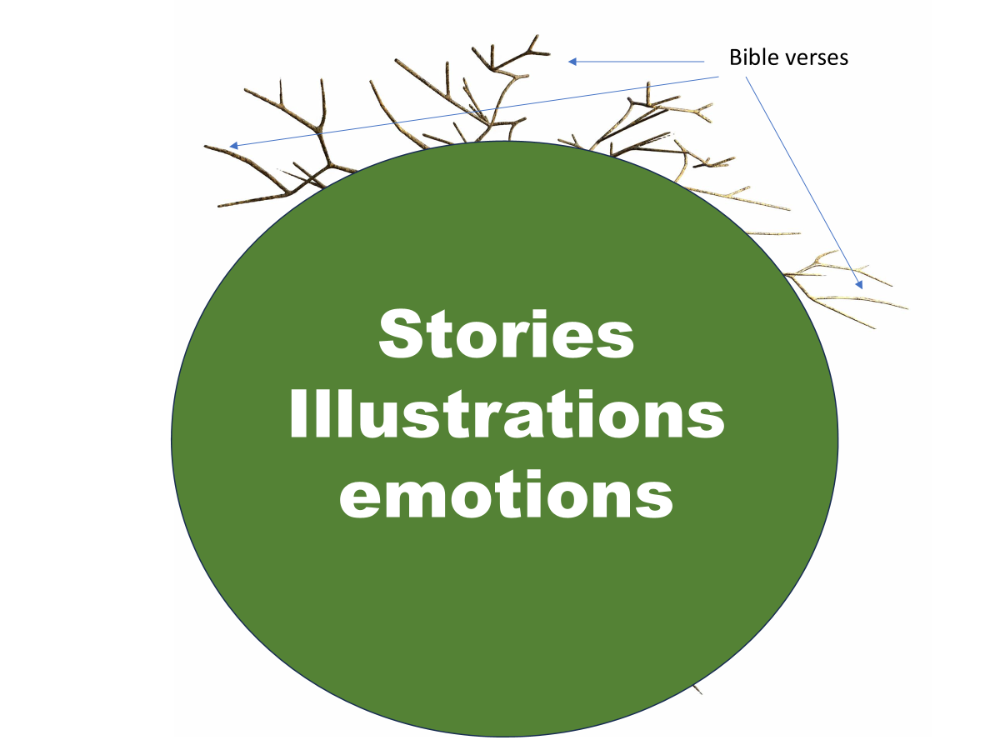 Bible verses
Stories
Illustrations
emotions